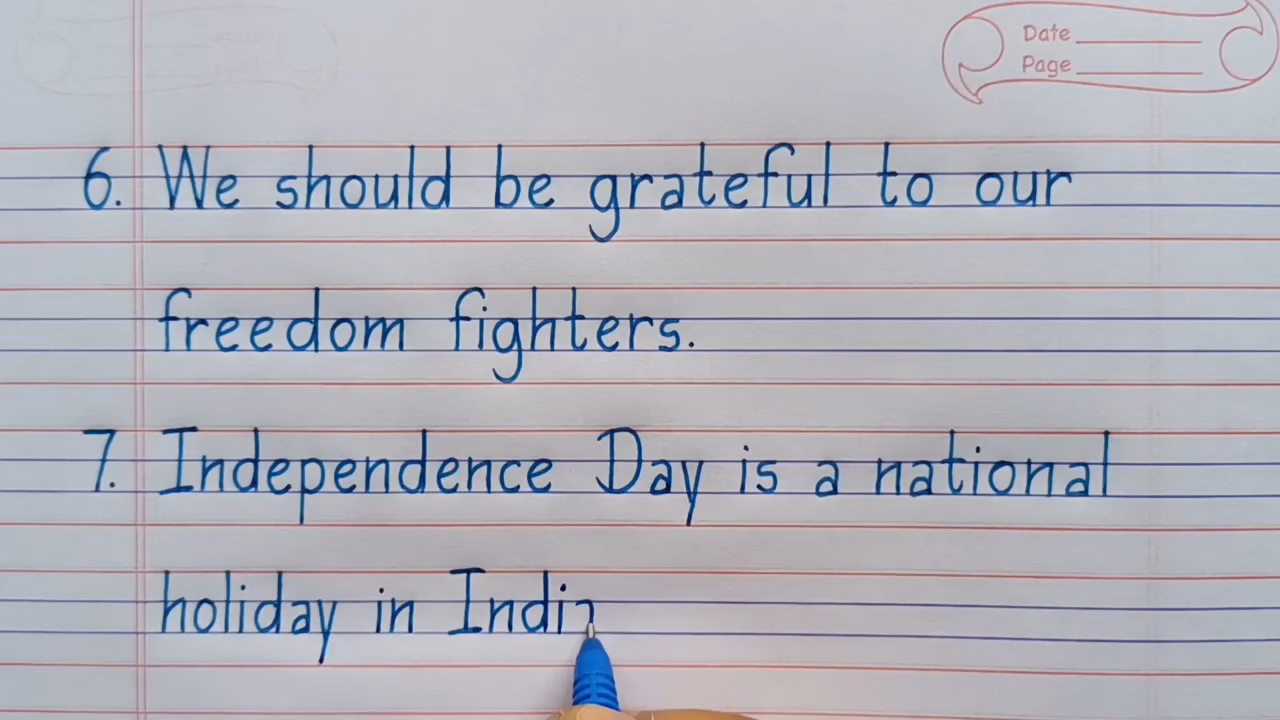 Date
Page
6. We should be grateful to our
freedom fighters.
7. Independence Day is a national
holiday in Indi